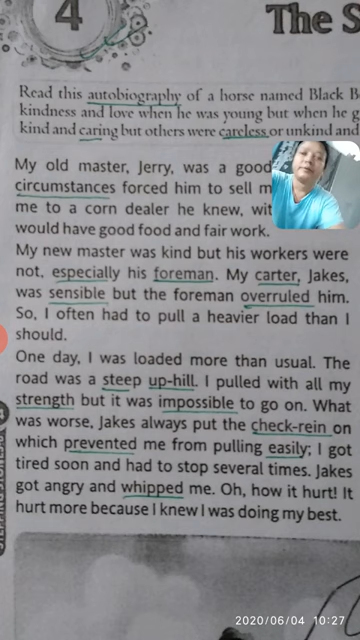 4
The S
Read this autobiography of a horse named Black B
kindness and love when he was young but when he g
kind and caring but others were careless or unkind and
My old master, Jerry, was a good
circumstances forced him to sell m
me to a corn dealer he knew, wit
would have good food and fair work.
My new master was kind but his workers were
not, especially his foreman. My carter, Jakes,
was sensible but the foreman overruled him.
So, I often had to pull a heavier load than I
should.
One day, I was loaded more than usual. The
road was a steep up-hill. I pulled with all my
strength but it was impossible to go on. What
was worse, Jakes always put the check-rein on
which prevented me from pulling easily; I got
tired soon and had to stop several times. Jakes
got angry and whipped me. Oh, how it hurt! It
hurt more because I knew I was doing my best.
2020/06/04 10:27